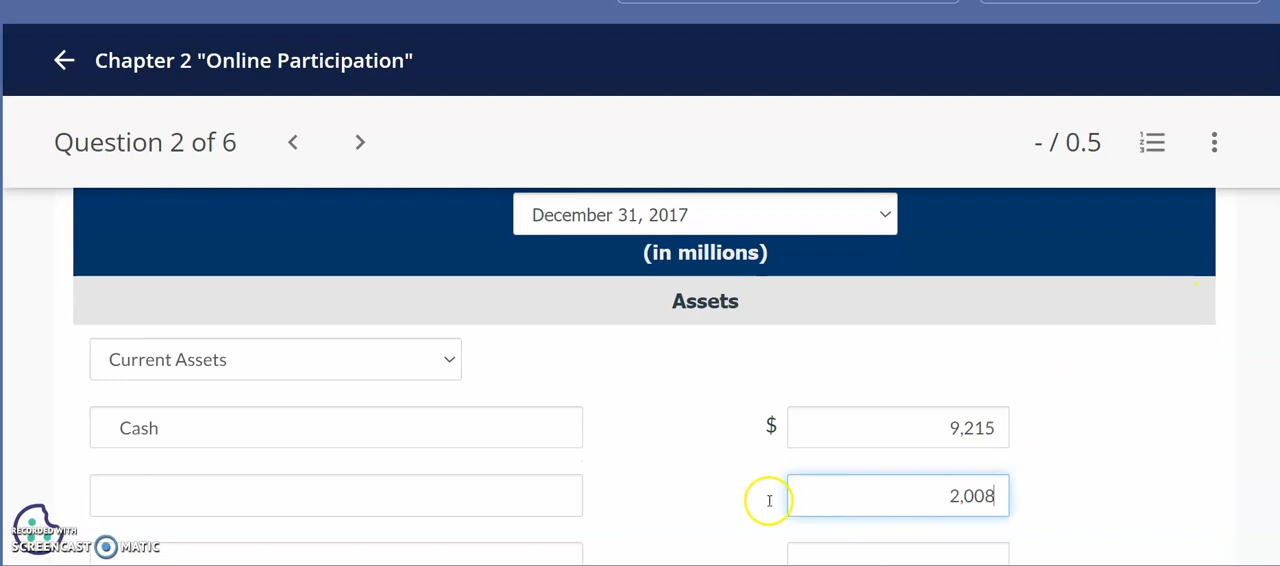 Chapter 2 "Online Participation"
Question 2 of 6
- / 0.5
December 31, 2017
(in millions)
Assets
Current Assets
Cash
$
9,215
2,008
RECORDED WITH
SCREENCAST MATIC